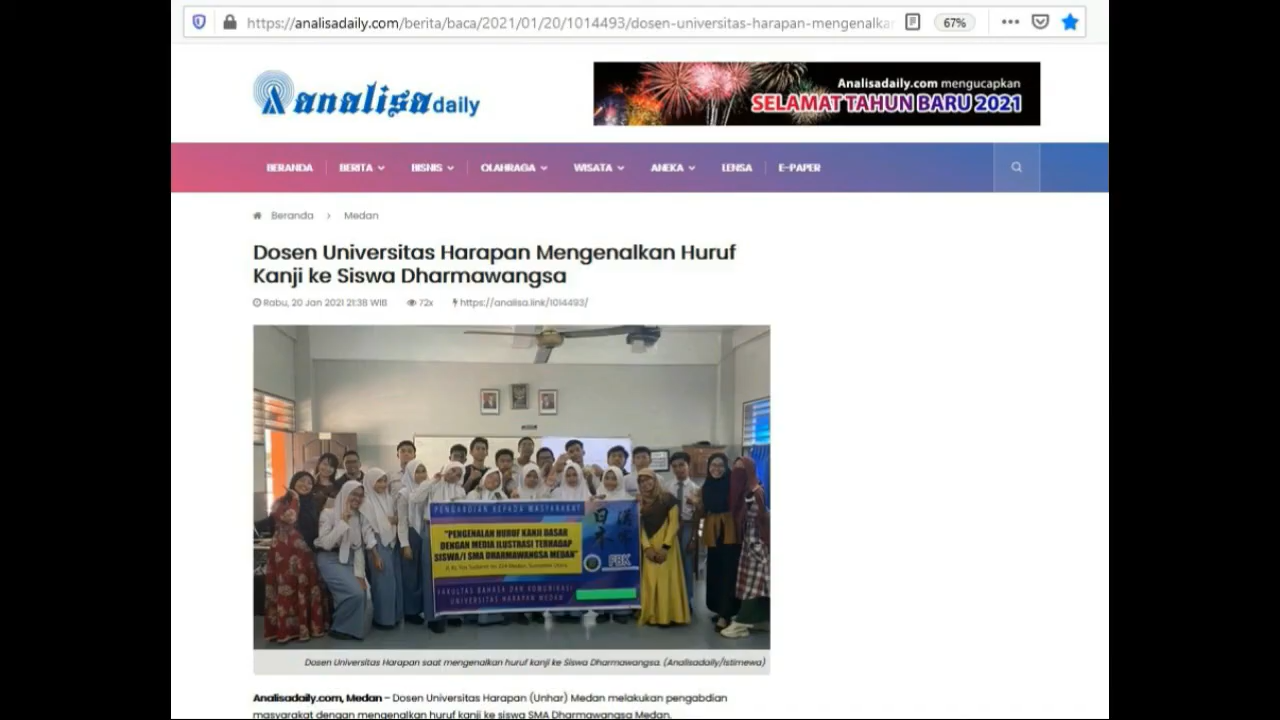 https://analisadaily.com/berita/baca/2021/01/20/1014493/dosen-universitas-harapan-mengenalka
67%
analisa daily
Analisadaily.com mengucapkan
SELAMAT TAHUN BARU 2021
BERANDA BERITA BISNIS OLAHRAGA WISATA ANEKA LENSA E-PAPER
Beranda > Medan
Dosen Universitas Harapan Mengenalkan Huruf
Kanji ke Siswa Dharmawangsa
Rabu, 20 Jan 2021 21:38 WIB 72x https://analisa.link/1014493/
PENGABDIAN KEPADA MASYARAKAT
"PENGENALAN HURUF KANJI DASAR
DENGAN MEDIA ILUSTRASI TERHADAP
SISWA/I SMA DHARMAWANGSA MEDAN"
FBK
FAKULTAS BAHASA DAN KOMUNIKASI
UNIVERSITAS HARAPAN MEDAN
Dosen Universitas Harapan saat mengenalkan huruf kanji ke Siswa Dharmawangsa. (Analisadaily/Istimewa)
Analisadaily.com, Medan – Dosen Universitas Harapan (Unhar) Medan melakukan pengabdian
masyarakat dengan mengenalkan huruf kanji ke siswa SMA Dharmawangsa Medan.